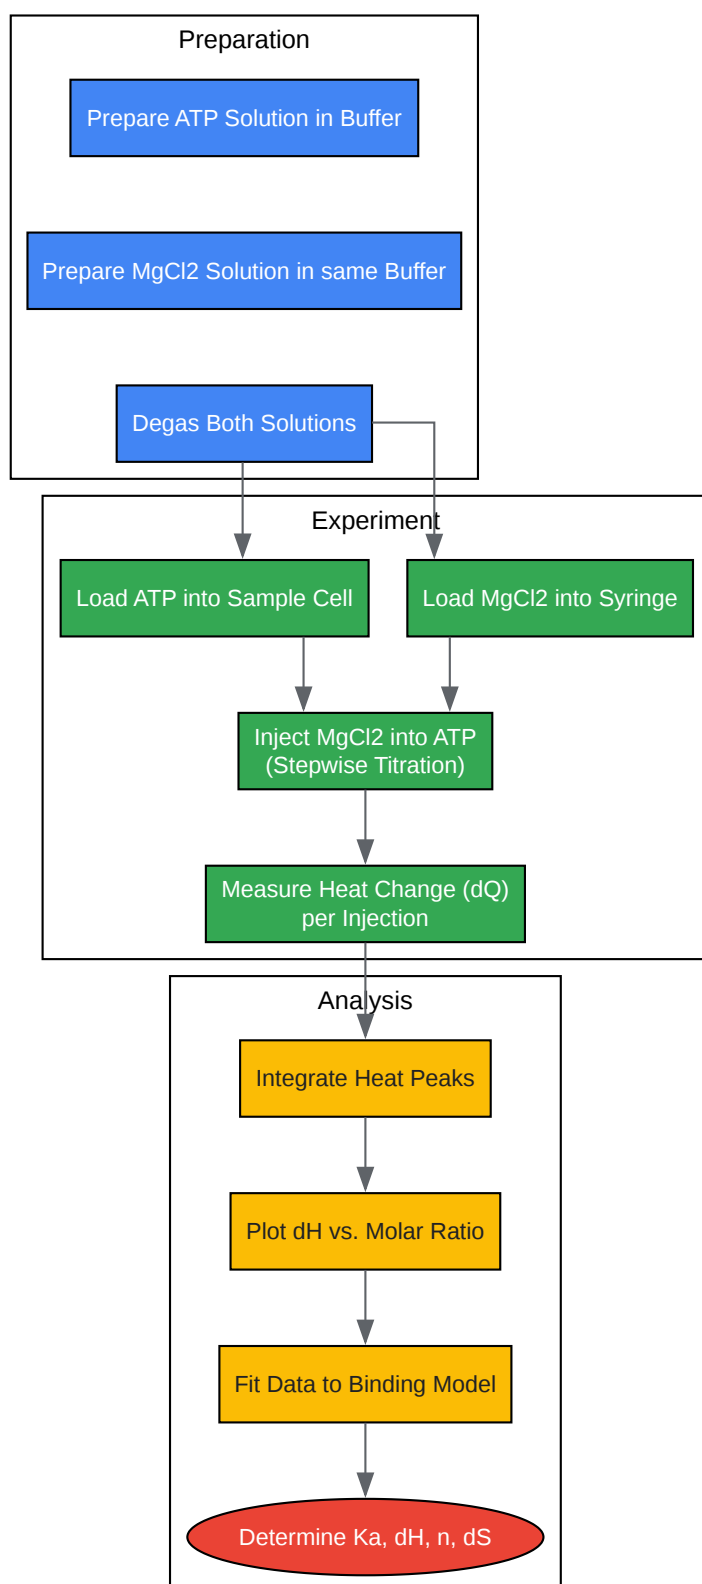 Preparation
Prepare ATP Solution in Buffer
Prepare MgCl2 Solution in same Buffer
Degas Both Solutions
Experiment
Load ATP into Sample Cell
Load MgCl2 into Syringe
Inject MgCl2 into ATP
(Stepwise Titration)
Measure Heat Change (dQ)
per Injection
Analysis
Integrate Heat Peaks
Plot dH vs. Molar Ratio
Fit Data to Binding Model
Determine Ka, dH, n, dS